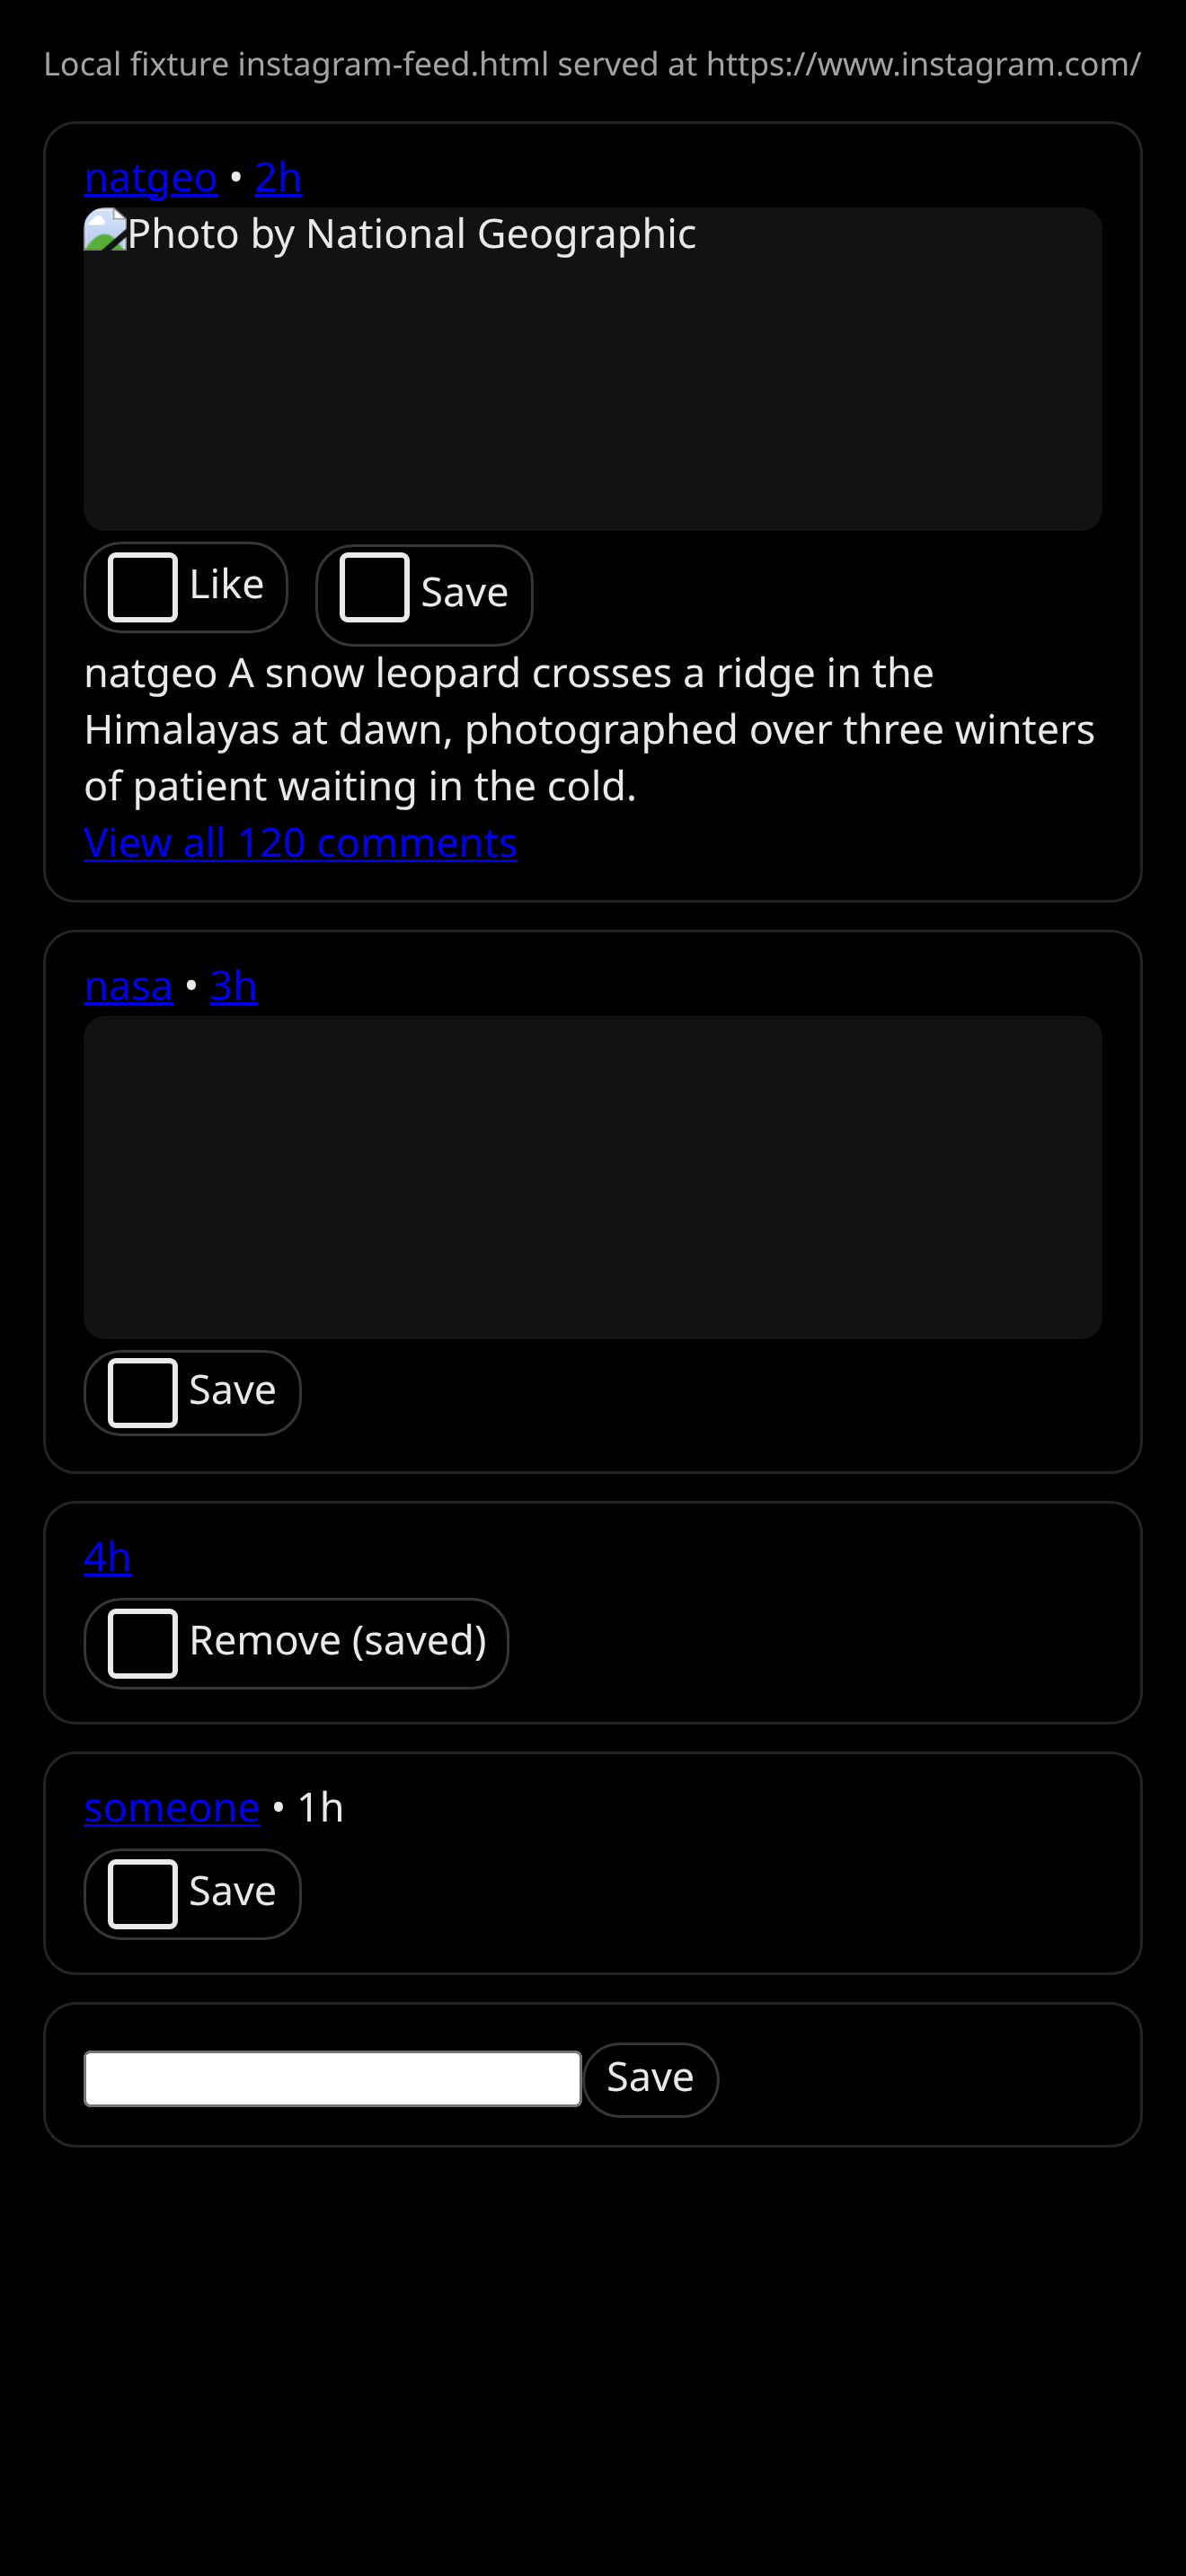 Local fixture instagram-feed.html served at https://www.instagram.com/
natgeo • 2h
Photo by National Geographic
Like Save
natgeo A snow leopard crosses a ridge in the
Himalayas at dawn, photographed over three winters
of patient waiting in the cold.
View all 120 comments
nasa • 3h
Save
4h
Remove (saved)
someone • 1h
Save
Save